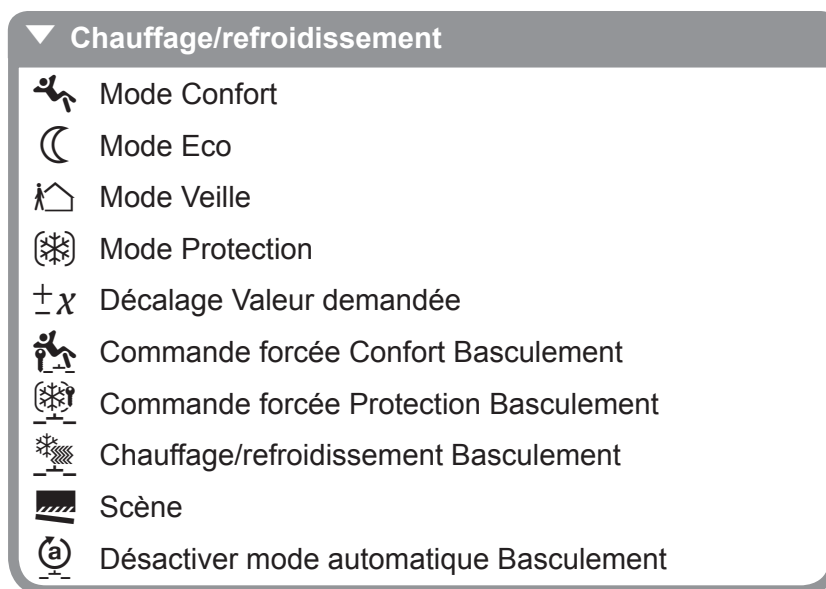 Chauffage/refroidissement
Mode Confort
Mode Eco
Mode Veille
Mode Protection
±x Décalage Valeur demandée
Commande forcée Confort Basculement
Commande forcée Protection Basculement
Chauffage/refroidissement Basculement
Scène
a Désactiver mode automatique Basculement